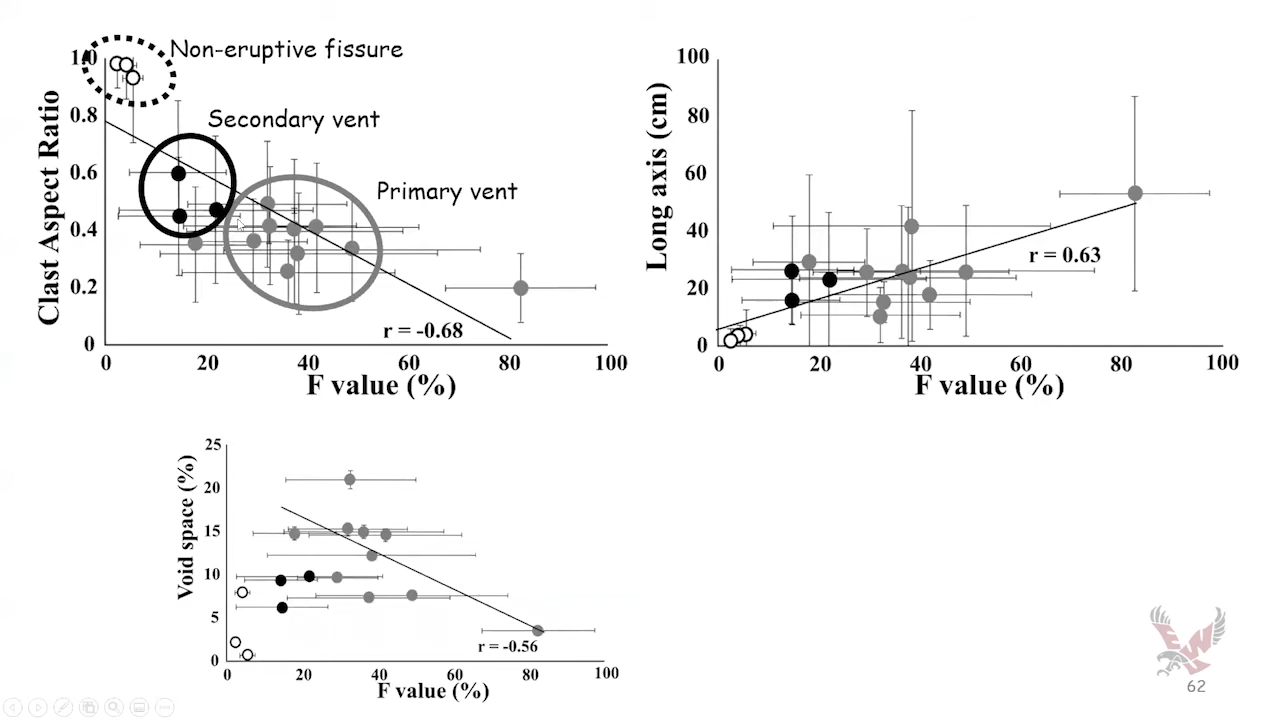 Non-eruptive fissure
Secondary vent
Primary vent
Clast Aspect Ratio
1.0
0.8
0.6
0.4
0.2
0
r = -0.68
0 20 40 60 80 100
F value (%)
Long axis (cm)
100
80
60
40
20
0
r = 0.63
0 20 40 60 80 100
F value (%)
Void space (%)
25
20
15
10
5
0
r = -0.56
0 20 40 60 80 100
F value (%)
EW
62